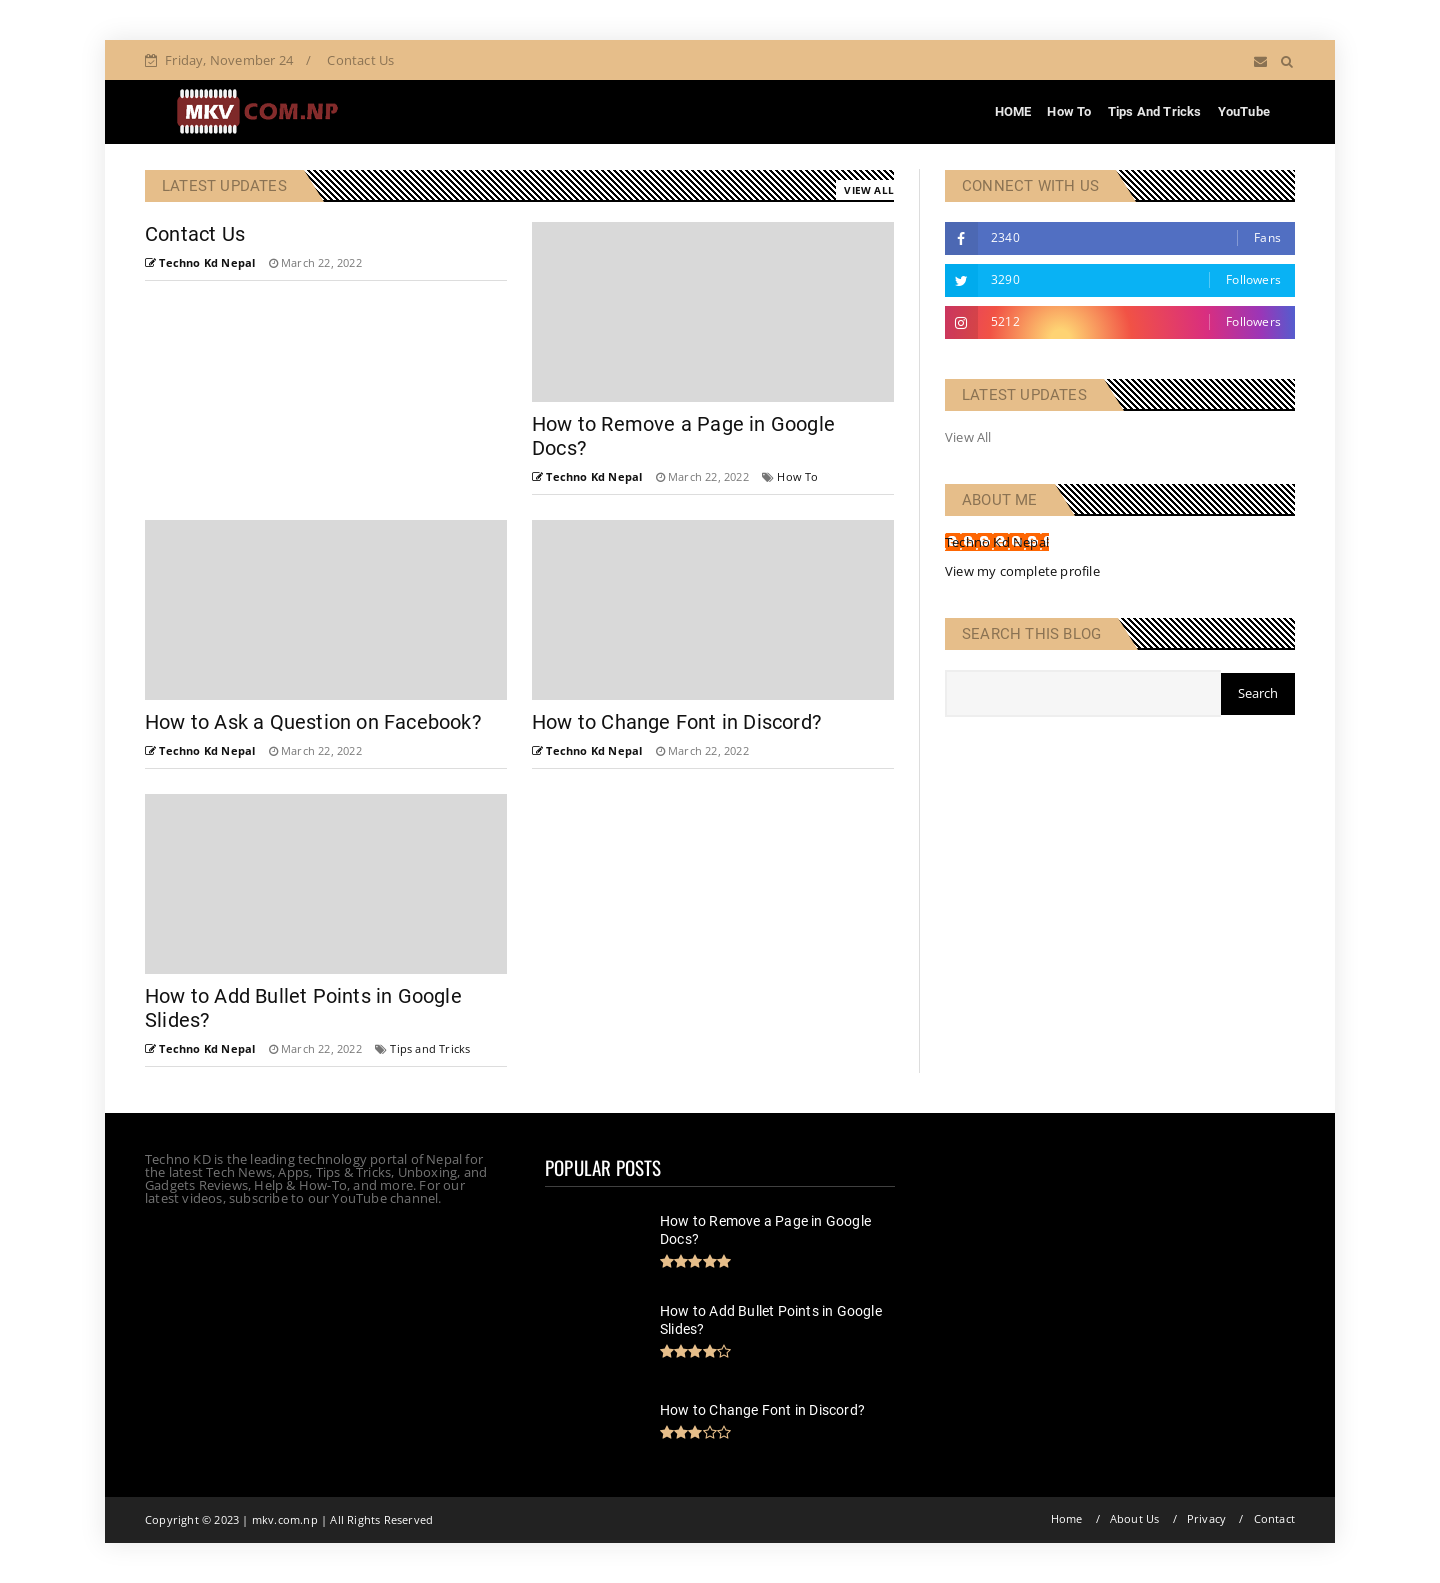 Friday, November 24 / Contact Us
MKV COM.NP
HOME How To Tips And Tricks YouTube
LATEST UPDATES
VIEW ALL
Contact Us
Techno Kd Nepal March 22, 2022
How to Remove a Page in Google
Docs?
Techno Kd Nepal March 22, 2022 How To
How to Ask a Question on Facebook?
Techno Kd Nepal March 22, 2022
How to Change Font in Discord?
Techno Kd Nepal March 22, 2022
How to Add Bullet Points in Google
Slides?
Techno Kd Nepal March 22, 2022 Tips and Tricks
CONNECT WITH US
2340 Fans
3290 Followers
5212 Followers
LATEST UPDATES
View All
ABOUT ME
Techno Kd Nepal
View my complete profile
SEARCH THIS BLOG
Search
Techno KD is the leading technology portal of Nepal for
the latest Tech News, Apps, Tips & Tricks, Unboxing, and
Gadgets Reviews, Help & How-To, and more. For our
latest videos, subscribe to our YouTube channel.
POPULAR POSTS
How to Remove a Page in Google
Docs?
How to Add Bullet Points in Google
Slides?
How to Change Font in Discord?
Copyright © 2023 | mkv.com.np | All Rights Reserved
Home / About Us / Privacy / Contact